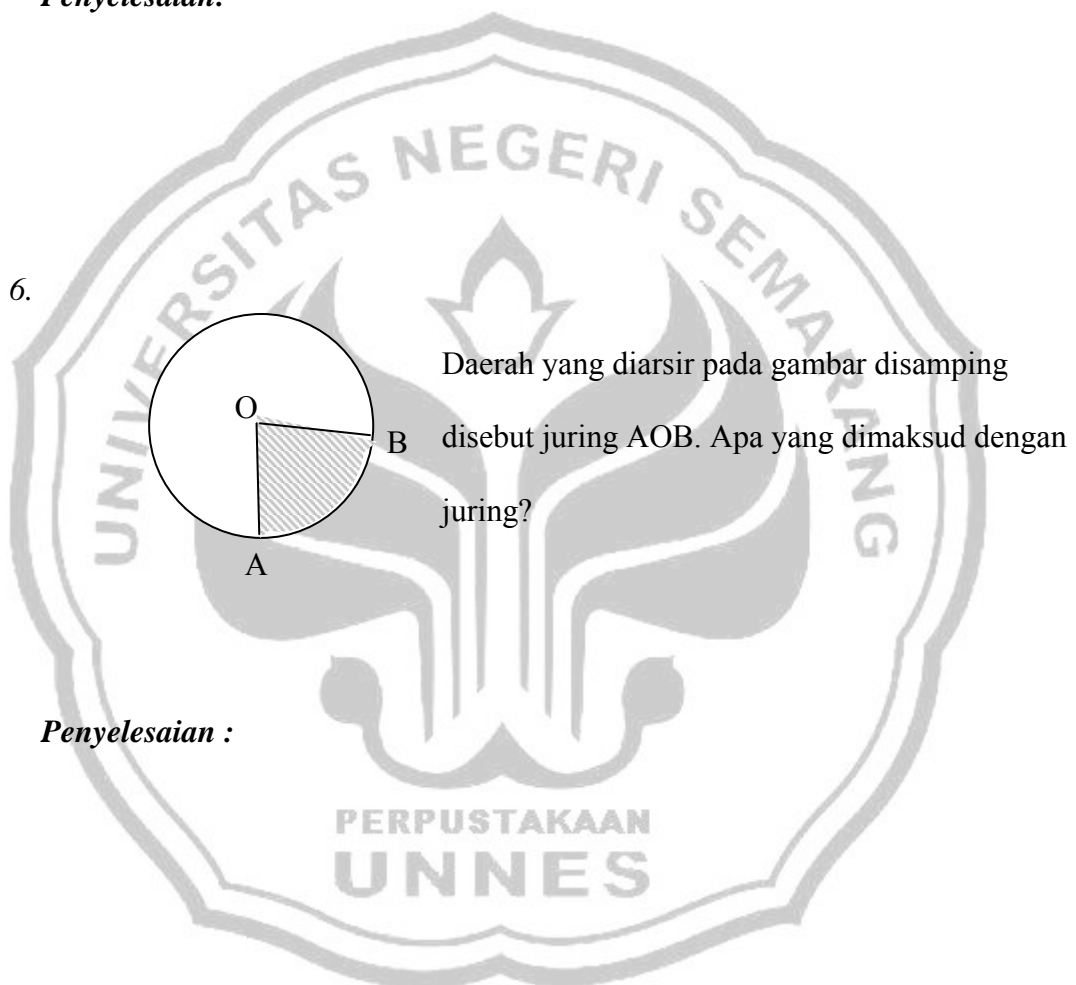 Penyelesaian:
UNIVERSITAS NEGERI SEMARANG
6.
O
B
A
Daerah yang diarsir pada gambar disamping
disebut juring AOB. Apa yang dimaksud dengan
juring?
Penyelesaian :
PERPUSTAKAAN
UNNES